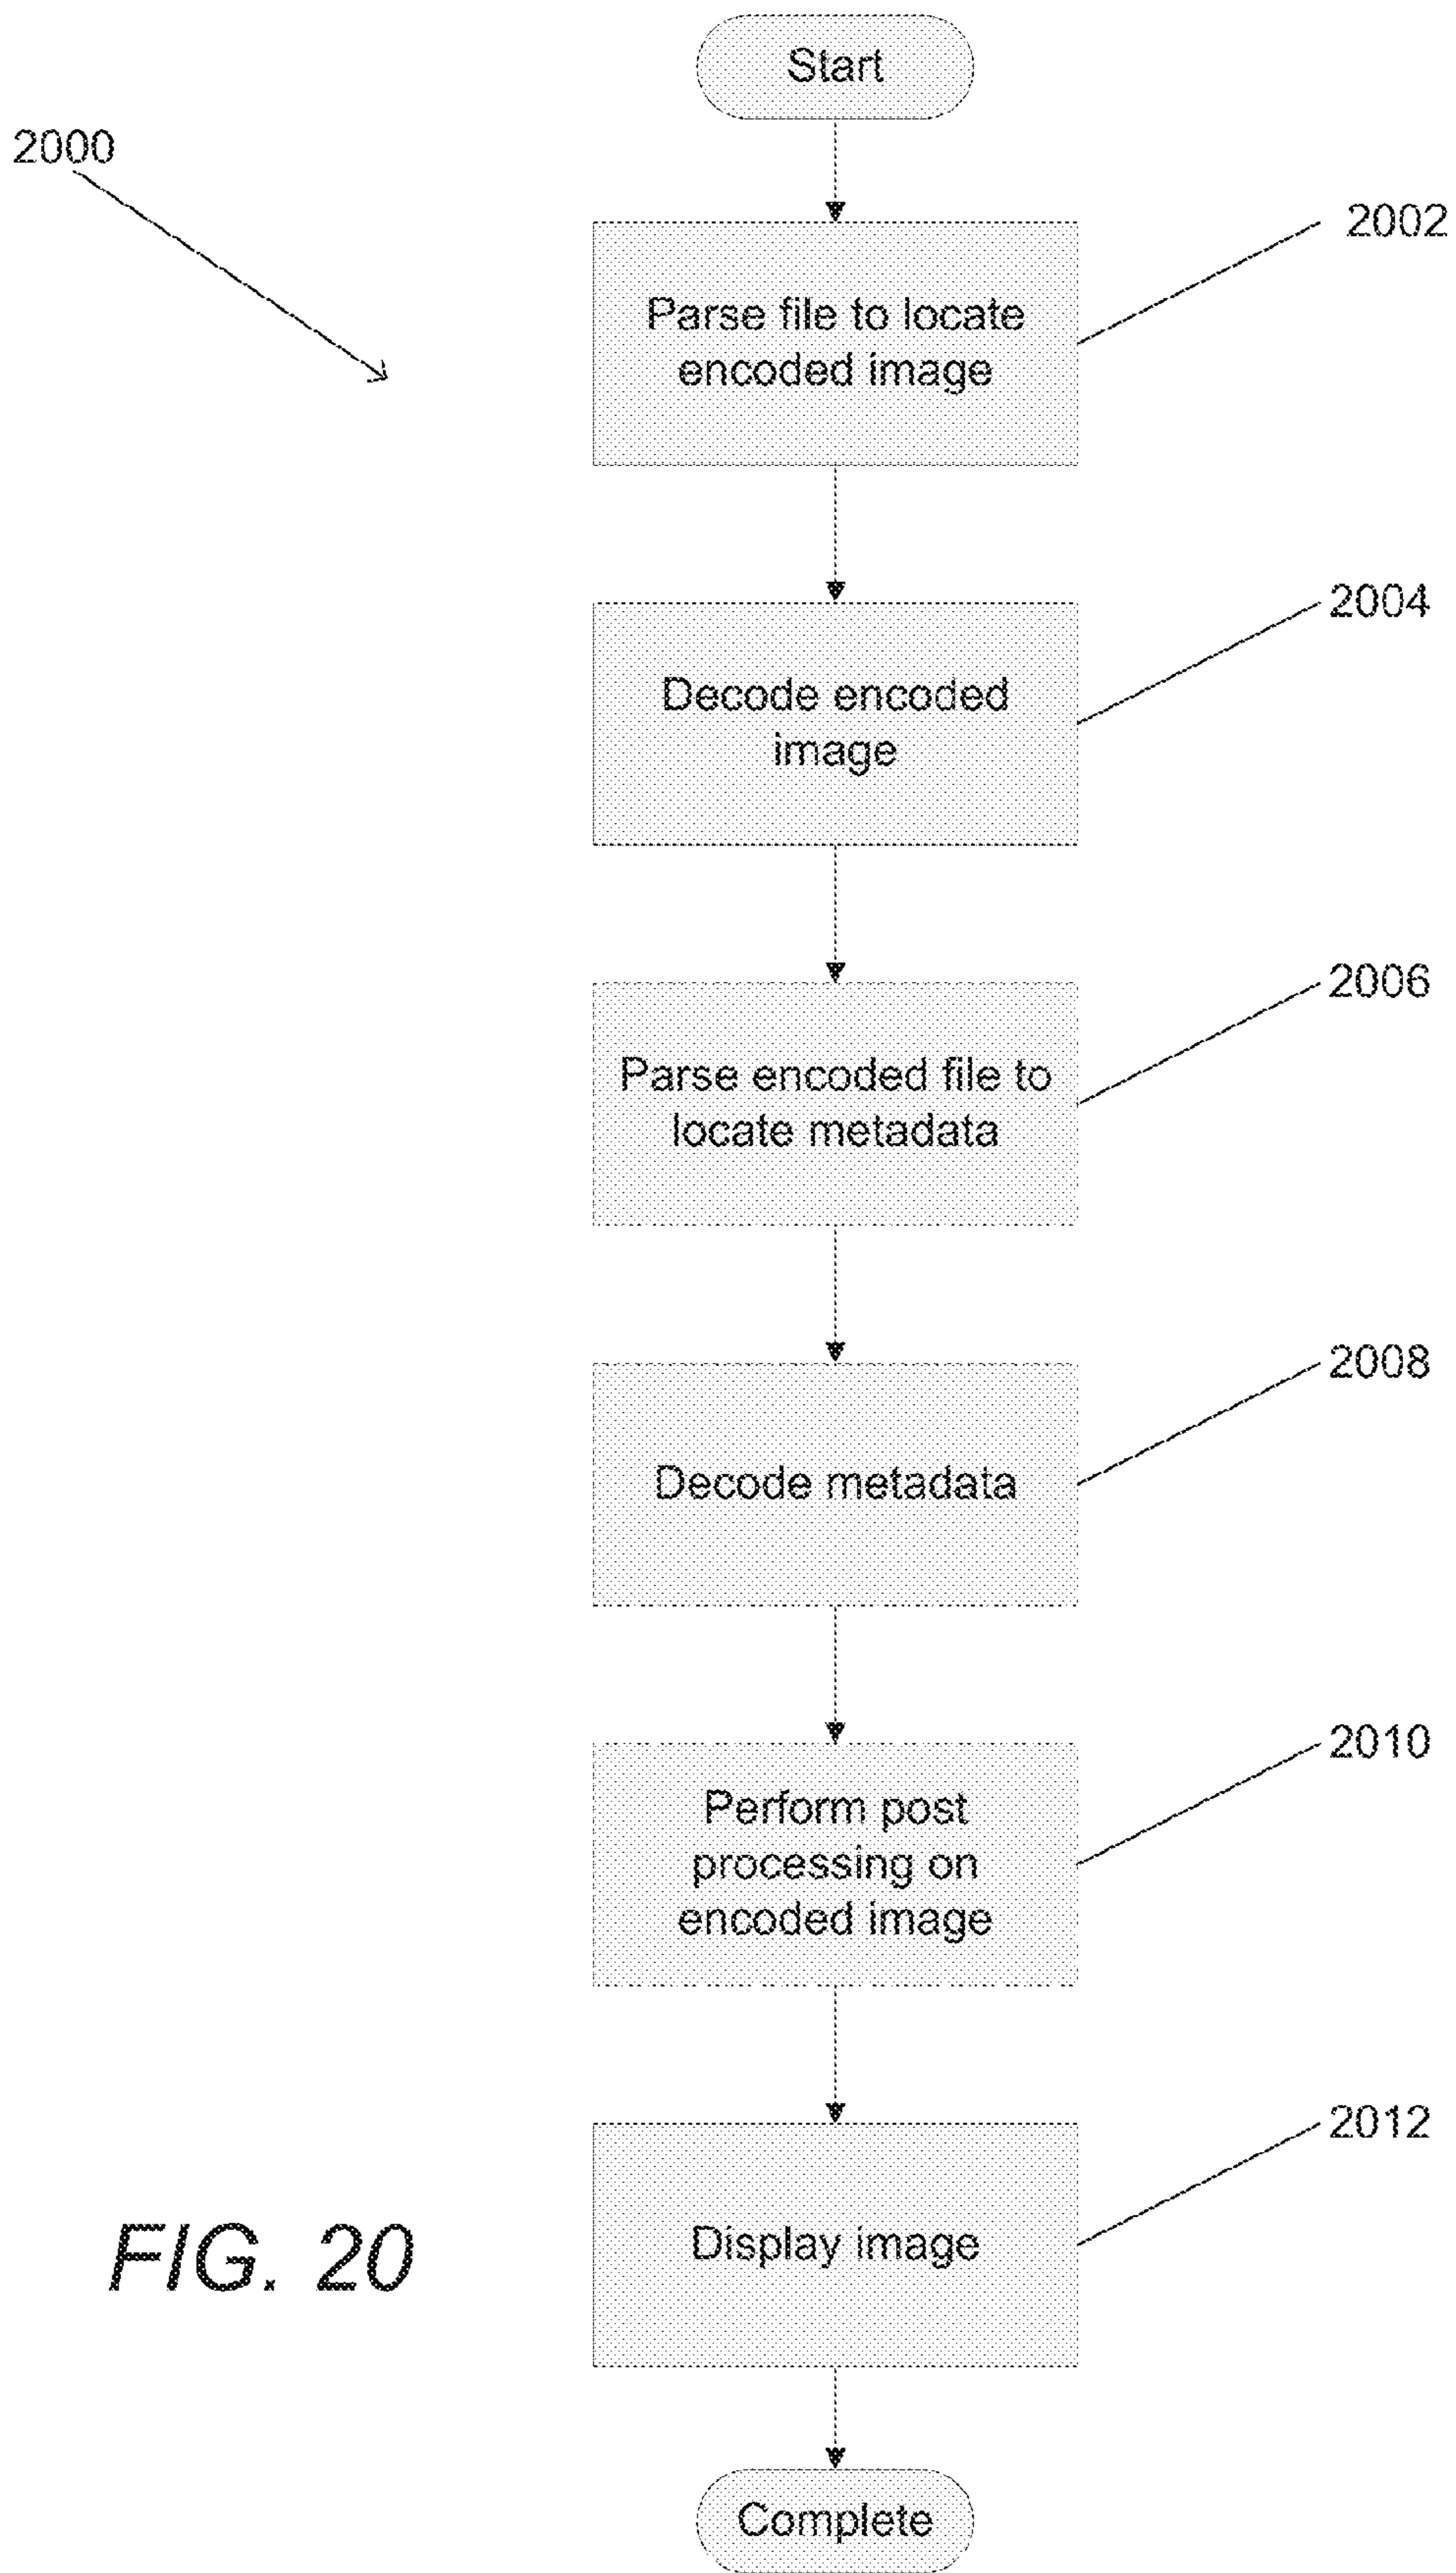 Start
2000
2002
Parse file to locate
encoded image
2004
Decode encoded
image
2006
Parse encoded file to
locate metadata
2008
Decode metadata
2010
Perform post
processing on
encoded image
2012
Display image
FIG. 20
Complete